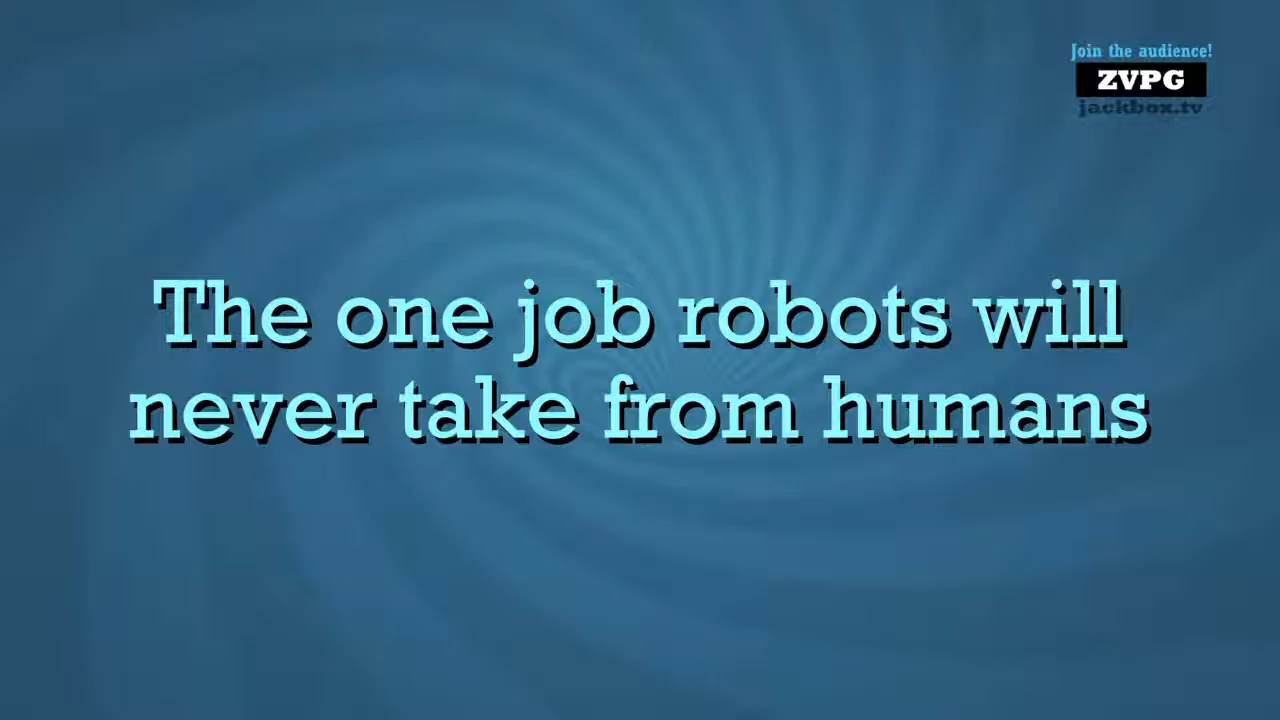 Join the audience!
ZVPG
jackbox.tv
The one job robots will
never take from humans